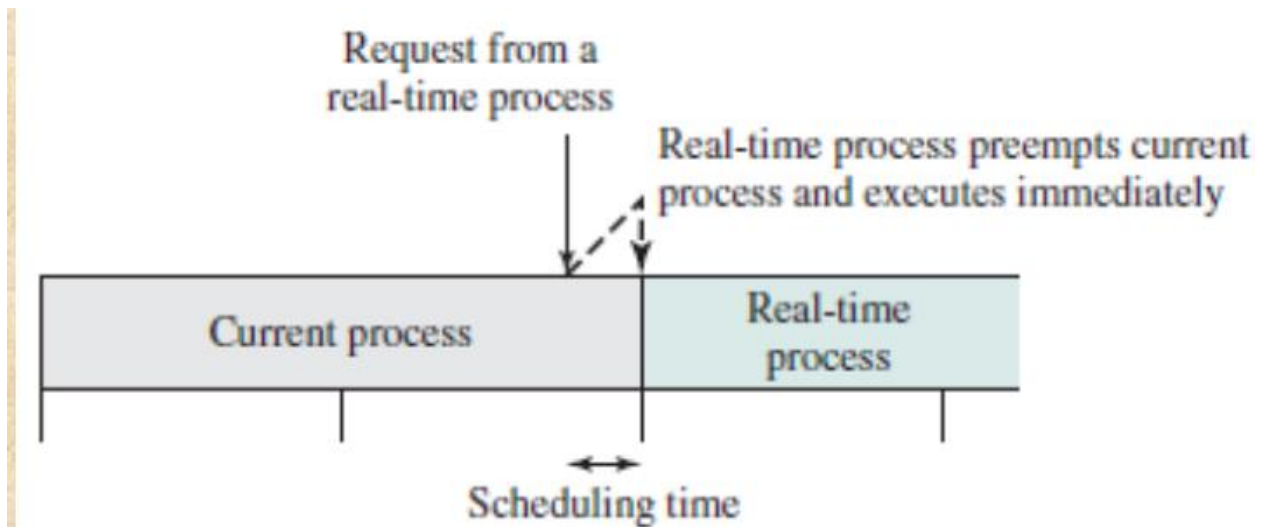 Request from a
real-time process
Real-time process preempts current
process and executes immediately
Current process
Real-time
process
Scheduling time